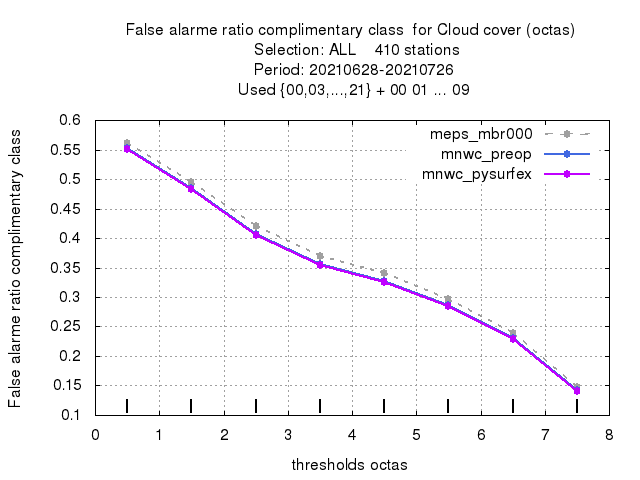 False alarme ratio complimentary class  for Cloud cover (octas)
Selection: ALL    410 stations
Period: 20210628-20210726
Used {00,03,...,21} + 00 01 ... 09
meps_mbr000
mnwc_preop
mnwc_pysurfex
False alarme ratio complimentary class
0.6
0.55
0.5
0.45
0.4
0.35
0.3
0.25
0.2
0.15
0.1
0 1 2 3 4 5 6 7 8
thresholds octas